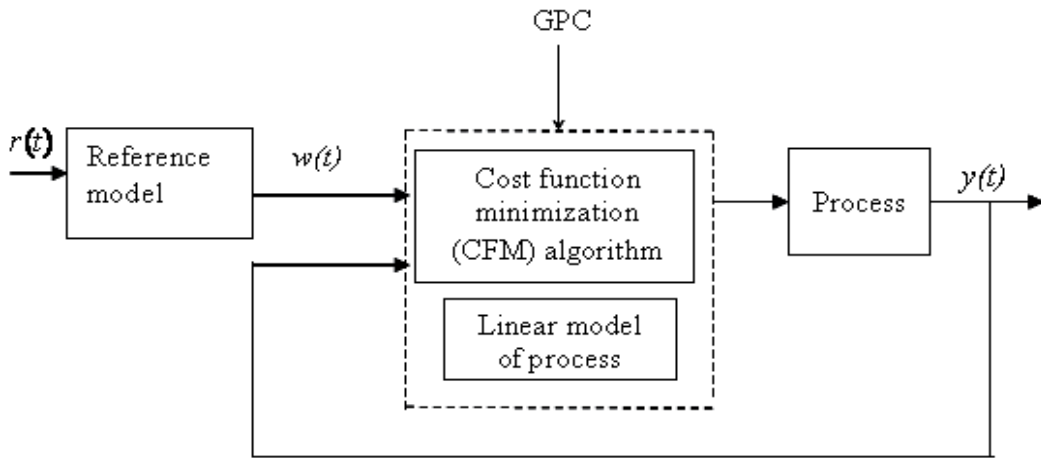 GPC
r(t)
Reference
model
w(t)
Cost function
minimization
(CFM) algorithm
Linear model
of process
Process
y(t)